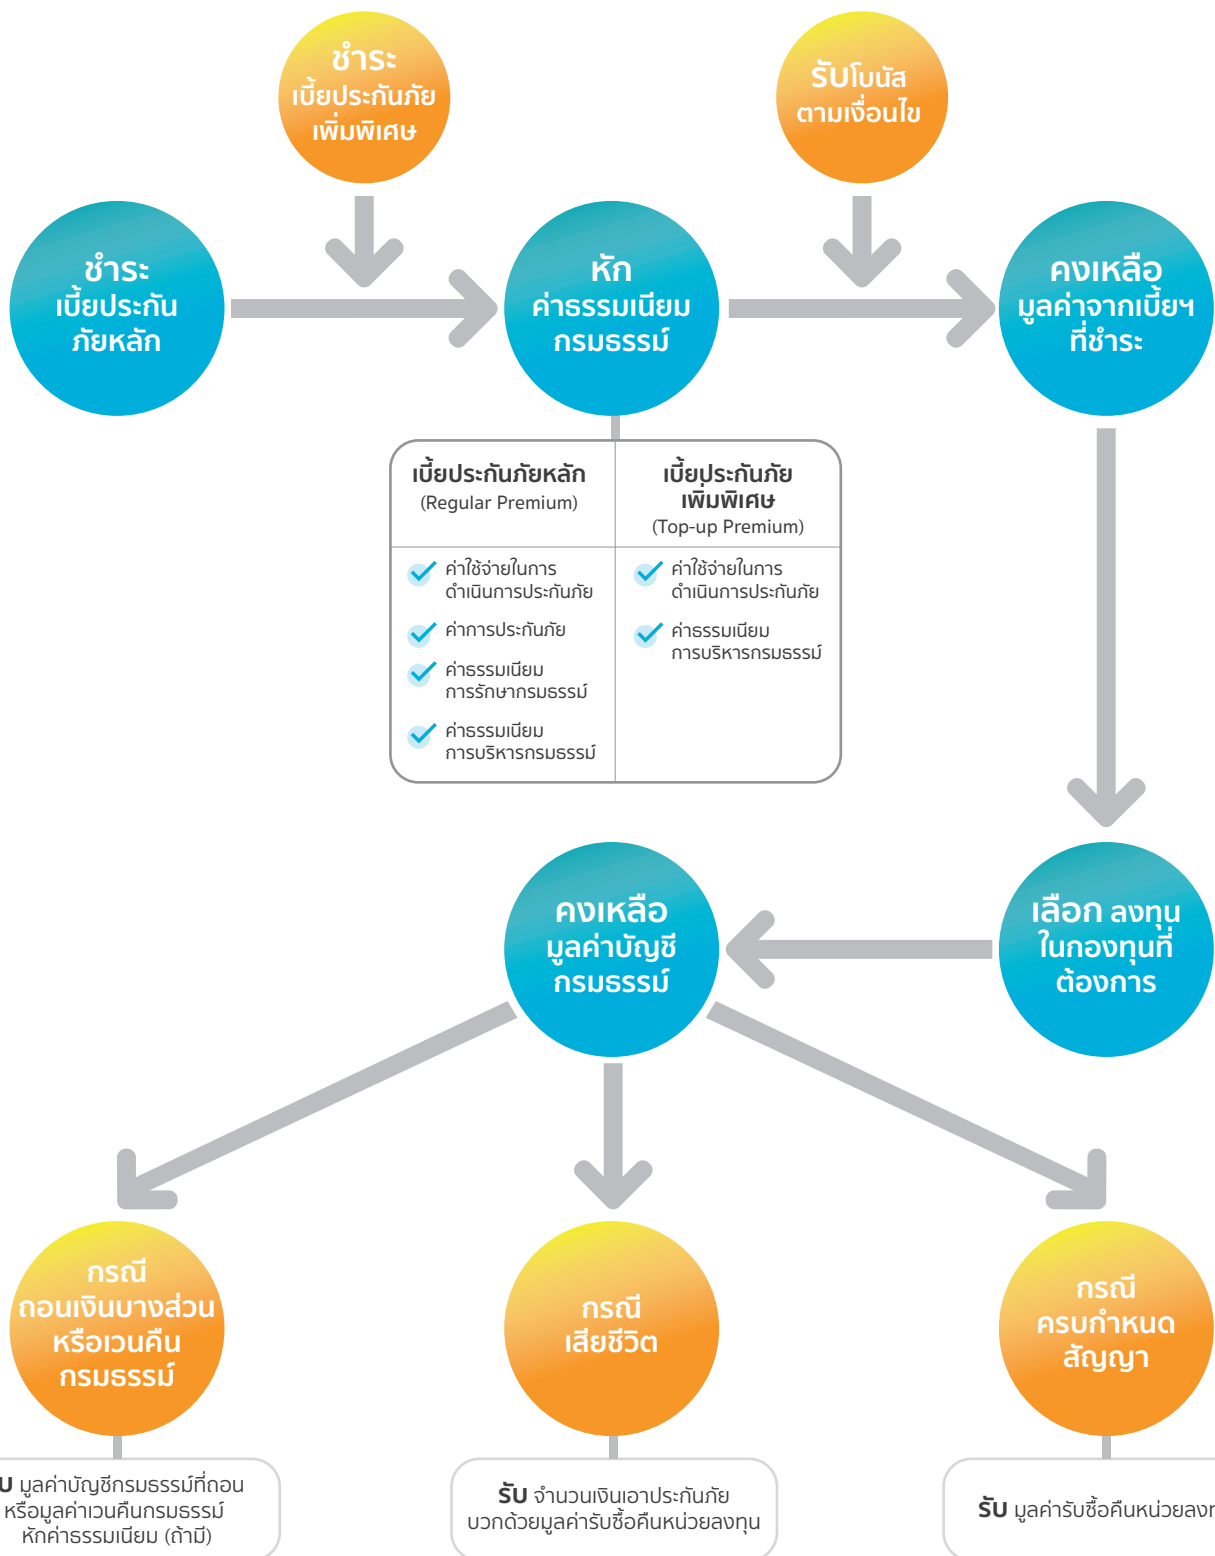 ชำระ
เบี้ยประกันภัย
เพิ่มพิเศษ
รับโบนัส
ตามเงื่อนไข
ชำระ
เบี้ยประกัน
ภัยหลัก
หัก
ค่าธรรมเนียม
กรมธรรม์
คงเหลือ
มูลค่าจากเบี้ยฯ
ที่ชำระ
เบี้ยประกันภัยหลัก
(Regular Premium)
ค่าใช้จ่ายในการ
ดำเนินการประกันภัย
ค่าการประกันภัย
ค่าธรรมเนียม
การรักษากรมธรรม์
ค่าธรรมเนียม
การบริหารกรมธรรม์
เบี้ยประกันภัย
เพิ่มพิเศษ
(Top-up Premium)
ค่าใช้จ่ายในการ
ดำเนินการประกันภัย
ค่าธรรมเนียม
การบริหารกรมธรรม์
เลือก ลงทุน
ในกองทุนที่
ต้องการ
คงเหลือ
มูลค่าบัญชี
กรมธรรม์
กรณี
ถอนเงินบางส่วน
หรือเวนคืน
กรมธรรม์
กรณี
เสียชีวิต
กรณี
ครบกำหนด
สัญญา
มูลค่าบัญชีกรมธรรม์ที่ถอน
หรือมูลค่าเวนคืนกรมธรรม์
หักค่าธรรมเนียม (ถ้ามี)
รับ จำนวนเงินเอาประกันภัย
บวกด้วยมูลค่ารับซื้อคืนหน่วยลงทุน
รับ มูลค่ารับซื้อคืนหน่วย